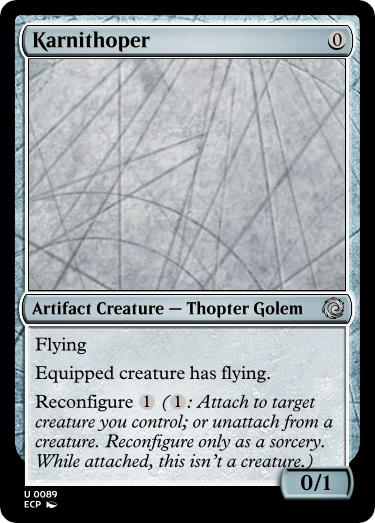 Karnithoper 0
Artifact Creature — Thopter Golem
Flying
Equipped creature has flying.
Reconfigure 1 (1: Attach to target
creature you control; or unattach from a
creature. Reconfigure only as a sorcery.
While attached, this isn't a creature.)
0/1
U 0089
ECP